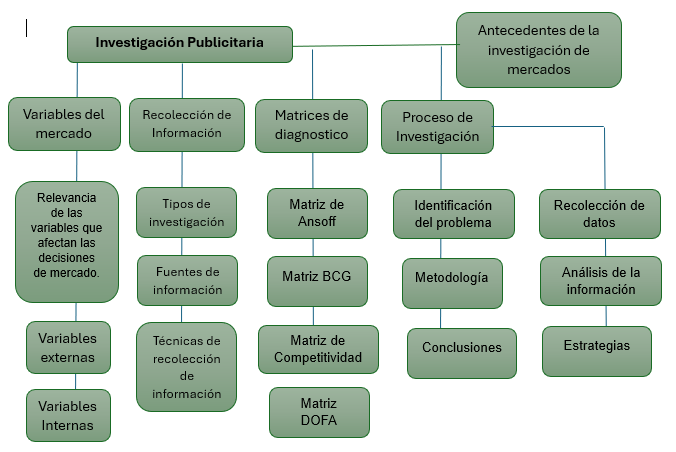 Investigación Publicitaria
Antecedentes de la
investigación de
mercados
Variables del
mercado
Relevancia
de las
variables que
afectan las
decisiones
de mercado.
Variables
externas
Variables
Internas
Recolección de
Información
Tipos de
investigación
Fuentes de
información
Técnicas de
recolección
de
información
Matrices de
diagnostico
Matriz de
Ansoff
Matriz BCG
Matriz de
Competitividad
Matriz
DOFA
Proceso de
Investigación
Identificación
del problema
Metodología
Conclusiones
Recolección de
datos
Análisis de la
información
Estrategias